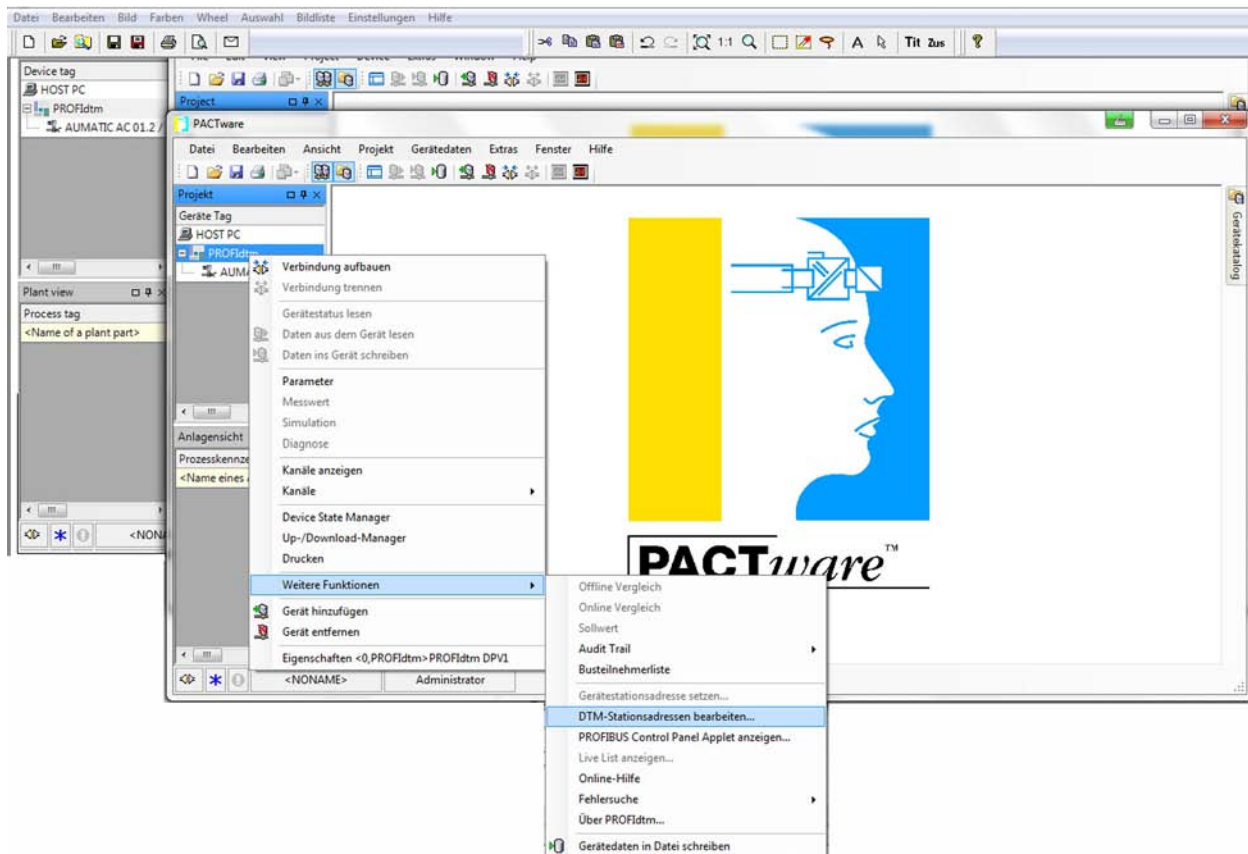 Datei Bearbeiten Bild Farben Wheel Auswahl Bildliste Einstellungen Hilfe
1:1 A Tit Zus
Device tag
HOST PC
PROFIdtm
AUMATIC AC 01.2 /
Plant view
Process tag
<Name of a plant part>
<NON
Project
PACTware
Datei Bearbeiten Ansicht Projekt Gerätedaten Extras Fenster Hilfe
Projekt
Geräte Tag
HOST PC
PROFIdtm
AUMA
Anlagensicht
Prozesskennze
<Name eines
<NONAME> Administrator
Gerätekatalog
Verbindung aufbauen
Verbindung trennen
Gerätestatus lesen
Daten aus dem Gerät lesen
Daten ins Gerät schreiben
Parameter
Messwert
Simulation
Diagnose
Kanäle anzeigen
Kanäle
Device State Manager
Up-/Download-Manager
Drucken
Weitere Funktionen
Gerät hinzufügen
Gerät entfernen
Eigenschaften <0,PROFIdtm>PROFIdtm DPV1
PACTware™
Offline Vergleich
Online Vergleich
Sollwert
Audit Trail
Busteilnehmerliste
Gerätestationsadresse setzen...
DTM-Stationsadressen bearbeiten...
PROFIBUS Control Panel Applet anzeigen...
Live List anzeigen...
Online-Hilfe
Fehlersuche
Über PROFIdtm...
Gerätedaten in Datei schreiben